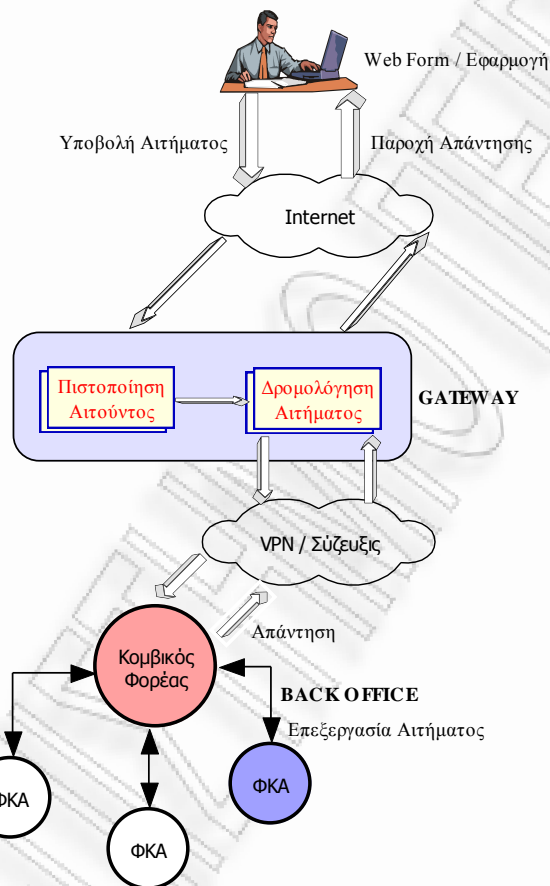 Web Form / Εφαρμογή
Υποβολή Αιτήματος
Παροχή Απάντησης
Internet
Πιστοποίηση
Αιτούντος
Δρομολόγηση
Αιτήματος
GATEWAY
VPN / Σύζευξις
Απάντηση
Κομβικός
Φορέας
BACK OFFICE
Επεξεργασία Αιτήματος
ΦΚΑ
ΦΚΑ
ΦΚΑ